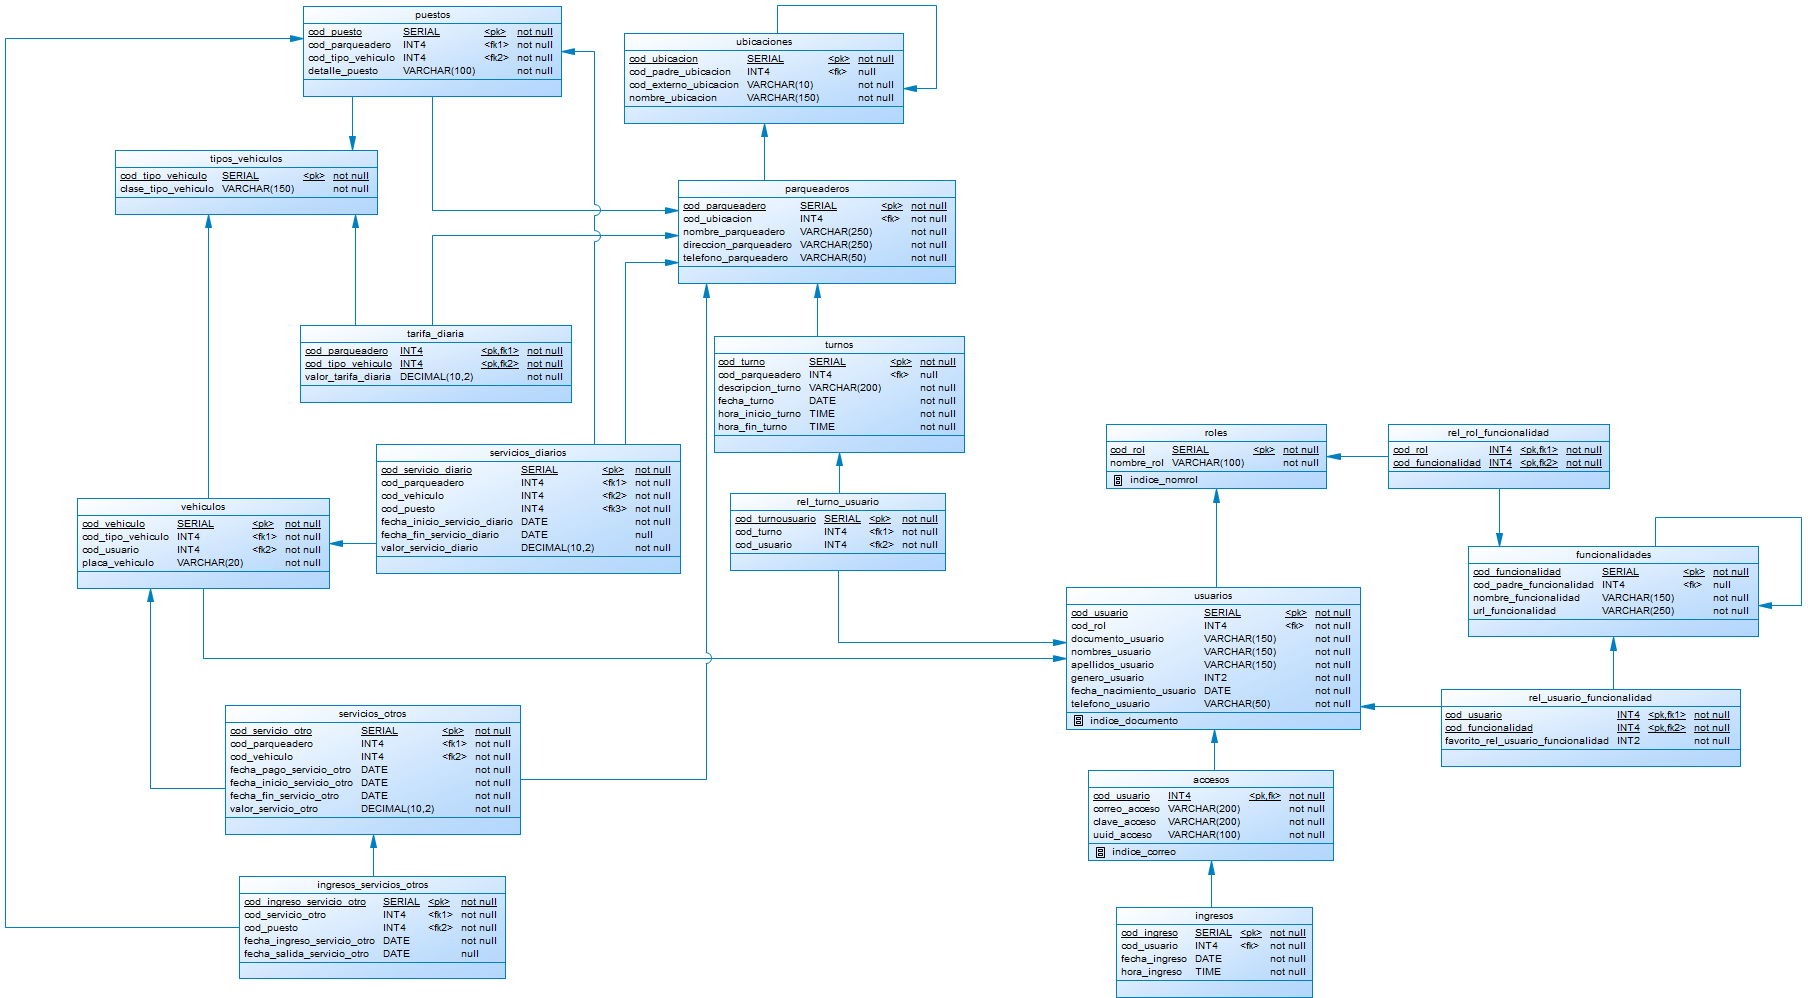 puestos
cod_puesto SERIAL <pk> not null
cod_parqueadero INT4 <fk1> not null
cod_tipo_vehiculo INT4 <fk2> not null
detalle_puesto VARCHAR(100) not null
ubicaciones
cod_ubicacion SERIAL <pk> not null
cod_padre_ubicacion INT4 <fk> null
cod_externo_ubicacion VARCHAR(10) not null
nombre_ubicacion VARCHAR(150) not null
tipos_vehiculos
cod_tipo_vehiculo SERIAL <pk> not null
clase_tipo_vehiculo VARCHAR(150) not null
parqueaderos
cod_parqueadero SERIAL <pk> not null
cod_ubicacion INT4 <fk> not null
nombre_parqueadero VARCHAR(250) not null
direccion_parqueadero VARCHAR(250) not null
telefono_parqueadero VARCHAR(50) not null
tarifa_diaria
cod_parqueadero INT4 <pk,fk1> not null
cod_tipo_vehiculo INT4 <pk,fk2> not null
valor_tarifa_diaria DECIMAL(10,2) not null
turnos
cod_turno SERIAL <pk> not null
cod_parqueadero INT4 <fk> null
descripcion_turno VARCHAR(200) not null
fecha_turno DATE not null
hora_inicio_turno TIME not null
hora_fin_turno TIME not null
servicios_diarios
cod_servicio_diario SERIAL <pk> not null
cod_parqueadero INT4 <fk1> not null
cod_vehiculo INT4 <fk2> not null
cod_puesto INT4 <fk3> not null
fecha_inicio_servicio_diario DATE not null
fecha_fin_servicio_diario DATE null
valor_servicio_diario DECIMAL(10,2) not null
roles
cod_rol SERIAL <pk> not null
nombre_rol VARCHAR(100) not null
indice_nomrol
rel_rol_funcionalidad
cod_rol INT4 <pk,fk1> not null
cod_funcionalidad INT4 <pk,fk2> not null
vehiculos
cod_vehiculo SERIAL <pk> not null
cod_tipo_vehiculo INT4 <fk1> not null
cod_usuario INT4 <fk2> not null
placa_vehiculo VARCHAR(20) not null
rel_turno_usuario
cod_turnousuario SERIAL <pk> not null
cod_turno INT4 <fk1> not null
cod_usuario INT4 <fk2> not null
funcionalidades
cod_funcionalidad SERIAL <pk> not null
cod_padre_funcionalidad INT4 <fk> null
nombre_funcionalidad VARCHAR(150) not null
url_funcionalidad VARCHAR(250) not null
usuarios
cod_usuario SERIAL <pk> not null
cod_rol INT4 <fk> not null
documento_usuario VARCHAR(150) not null
nombres_usuario VARCHAR(150) not null
apellidos_usuario VARCHAR(150) not null
genero_usuario INT2 not null
fecha_nacimiento_usuario DATE not null
telefono_usuario VARCHAR(50) not null
indice_documento
rel_usuario_funcionalidad
cod_usuario INT4 <pk,fk1> not null
cod_funcionalidad INT4 <pk,fk2> not null
favorito_rel_usuario_funcionalidad INT2 not null
servicios_otros
cod_servicio_otro SERIAL <pk> not null
cod_parqueadero INT4 <fk1> not null
cod_vehiculo INT4 <fk2> not null
fecha_pago_servicio_otro DATE not null
fecha_inicio_servicio_otro DATE not null
fecha_fin_servicio_otro DATE not null
valor_servicio_otro DECIMAL(10,2) not null
accesos
cod_usuario INT4 <pk,fk> not null
correo_acceso VARCHAR(200) not null
clave_acceso VARCHAR(200) not null
uuid_acceso VARCHAR(100) not null
indice_correo
ingresos_servicios_otros
cod_ingreso_servicio_otro SERIAL <pk> not null
cod_servicio_otro INT4 <fk1> not null
cod_puesto INT4 <fk2> not null
fecha_ingreso_servicio_otro DATE not null
fecha_salida_servicio_otro DATE null
ingresos
cod_ingreso SERIAL <pk> not null
cod_usuario INT4 <fk> not null
fecha_ingreso DATE not null
hora_ingreso TIME not null